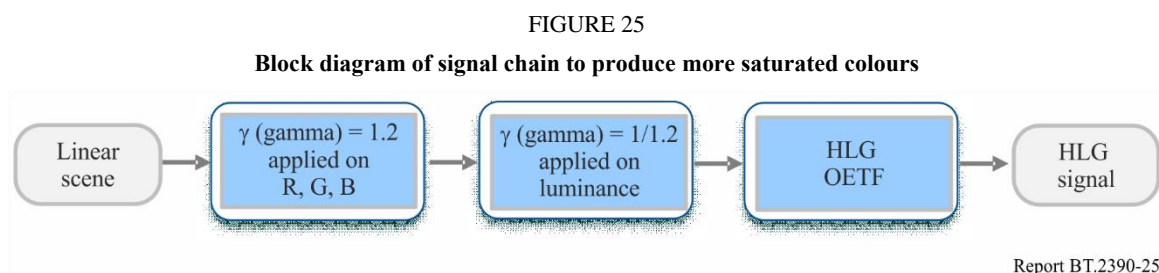 FIGURE 25
Block diagram of signal chain to produce more saturated colours
Linear
scene
γ (gamma) = 1.2
applied on
R, G, B
γ (gamma) = 1/1.2
applied on
luminance
HLG
OETF
HLG
signal
Report BT.2390-25